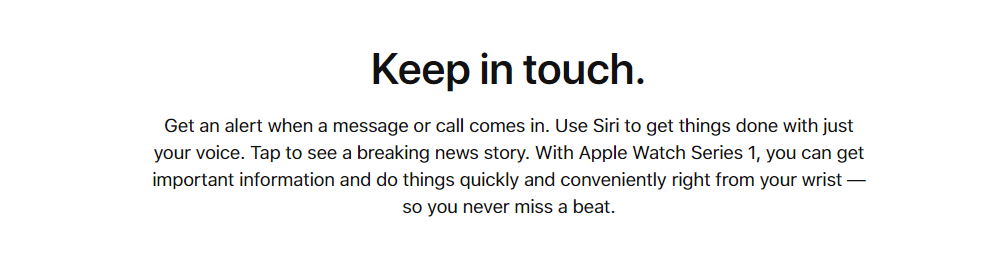 Keep in touch.
Get an alert when a message or call comes in. Use Siri to get things done with just
your voice. Tap to see a breaking news story. With Apple Watch Series 1, you can get
important information and do things quickly and conveniently right from your wrist —
so you never miss a beat.